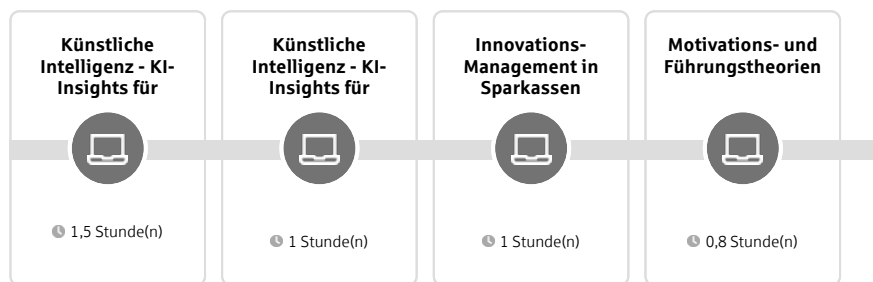 Künstliche
Intelligenz - KI-
Insights für
1,5 Stunde(n)
Künstliche
Intelligenz - KI-
Insights für
1 Stunde(n)
Innovations-
Management in
Sparkassen
1 Stunde(n)
Motivations- und
Führungstheorien
0,8 Stunde(n)